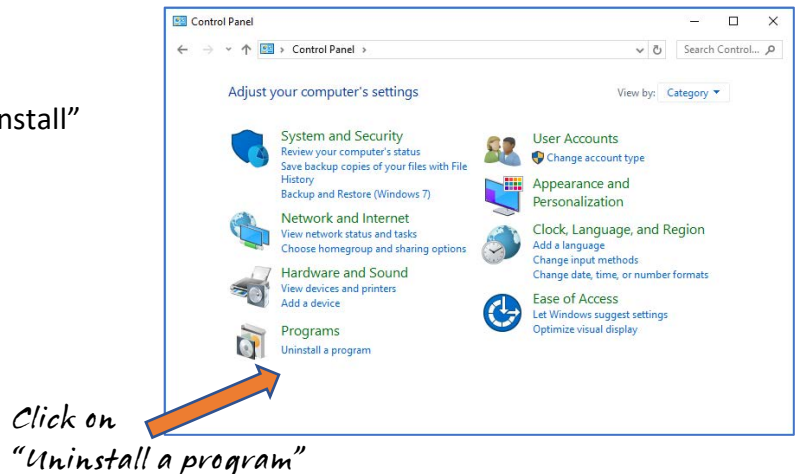 Control Panel
Control Panel
Search Control...
Adjust your computer's settings
View by: Category
nstall”
System and Security
Review your computer's status
Save backup copies of your files with File
History
Backup and Restore (Windows 7)
Network and Internet
View network status and tasks
Choose homegroup and sharing options
Hardware and Sound
View devices and printers
Add a device
Programs
Uninstall a program
User Accounts
Change account type
Appearance and
Personalization
Clock, Language, and Region
Add a language
Change input methods
Change date, time, or number formats
Ease of Access
Let Windows suggest settings
Optimize visual display
Click on
“Uninstall a program”